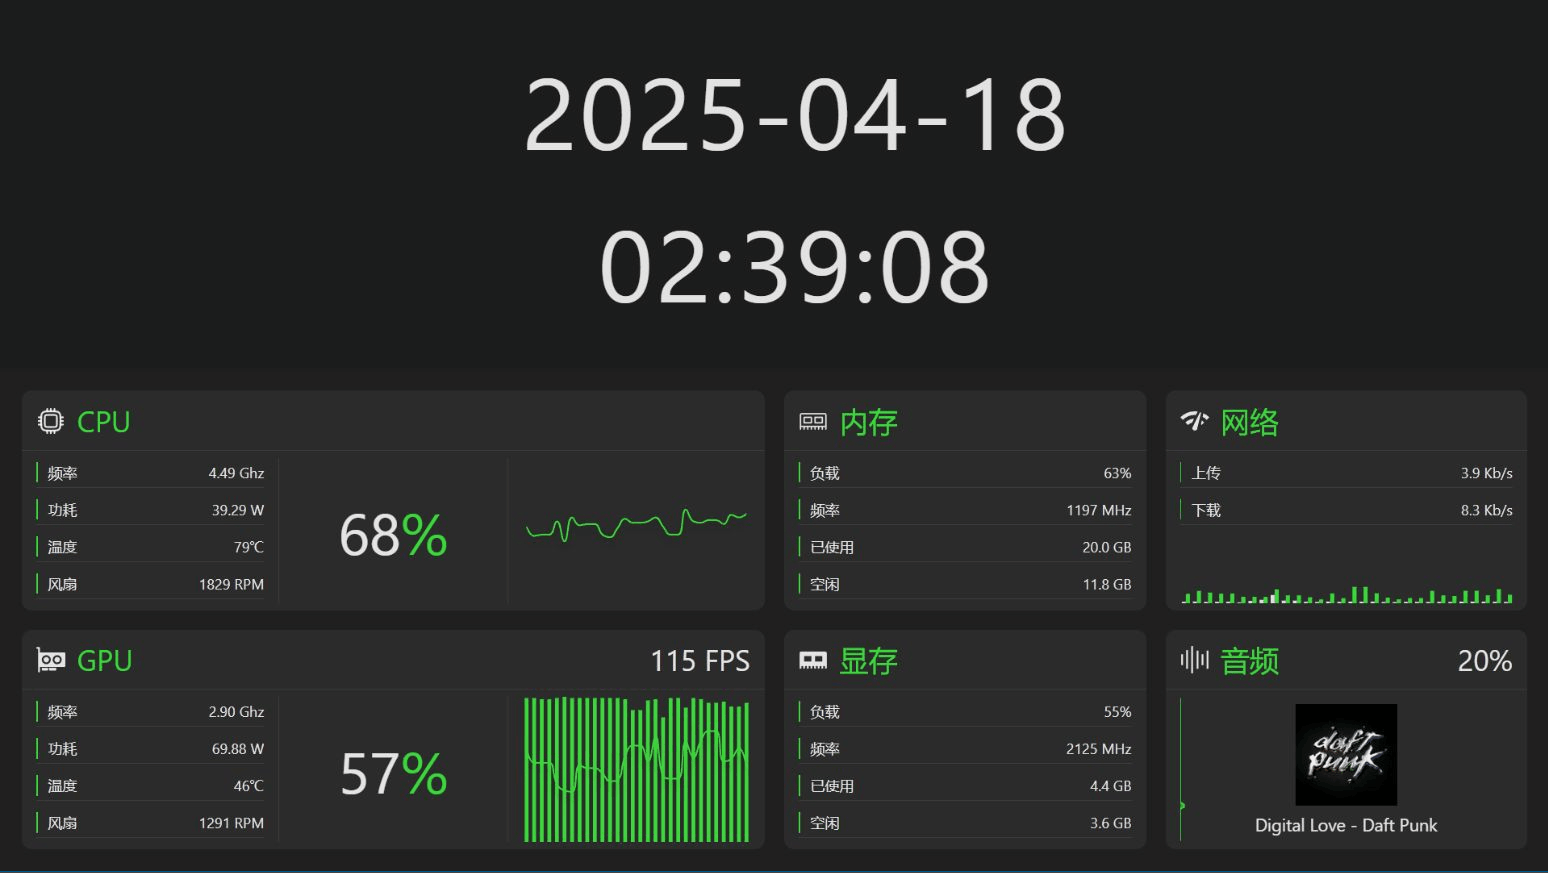 2025-04-18
02:39:08
CPU
频率 4.49 Ghz
功耗 39.29 W
温度 79℃
风扇 1829 RPM
68%
内存
负载 63%
频率 1197 MHz
已使用 20.0 GB
空闲 11.8 GB
网络
上传 3.9 Kb/s
下载 8.3 Kb/s
GPU 115 FPS
频率 2.90 Ghz
功耗 69.88 W
温度 46℃
风扇 1291 RPM
57%
显存
负载 55%
频率 2125 MHz
已使用 4.4 GB
空闲 3.6 GB
音频 20%
daft
punk
Digital Love - Daft Punk